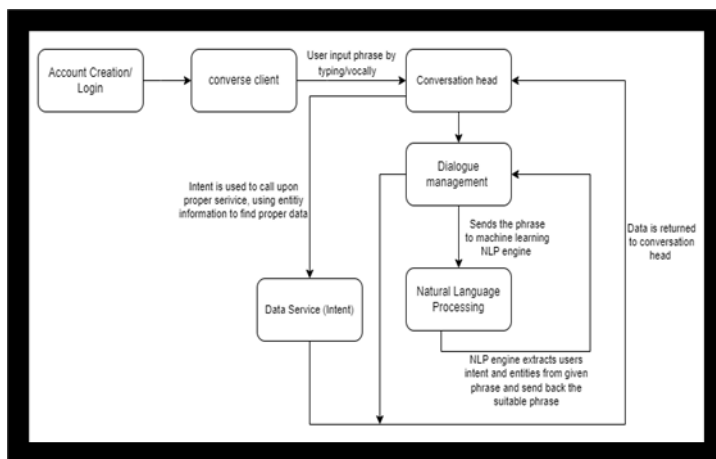 User input phrase by
typing/vocally
Account Creation/
Login
converse client
Conversation head
Dialogue
management
Intent is used to call upon
proper serivice, using entitiy
information to find proper data
Sends the phrase
to machine learning
NLP engine
Data is returned
to conversation
head
Data Service (Intent)
Natural Language
Processing
NLP engine extracts users
intent and entities from given
phrase and send back the
suitable phrase